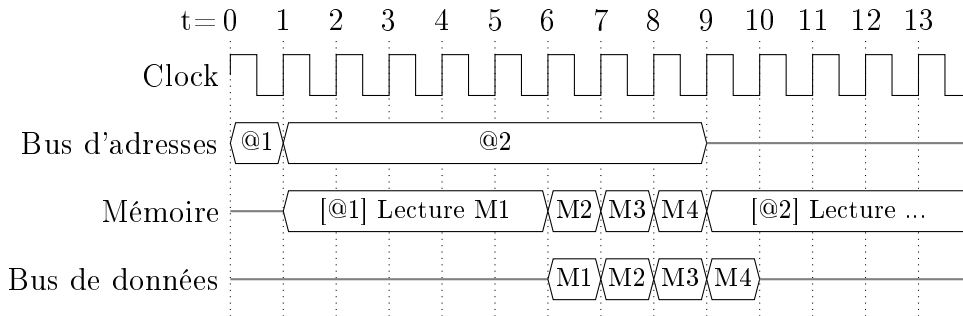 t= 0 1 2 3 4 5 6 7 8 9 10 11 12 13
Clock
Bus d'adresses @1 @2
Mémoire [@1] Lecture M1 M2 M3 M4 [@2] Lecture ...
Bus de données M1 M2 M3 M4